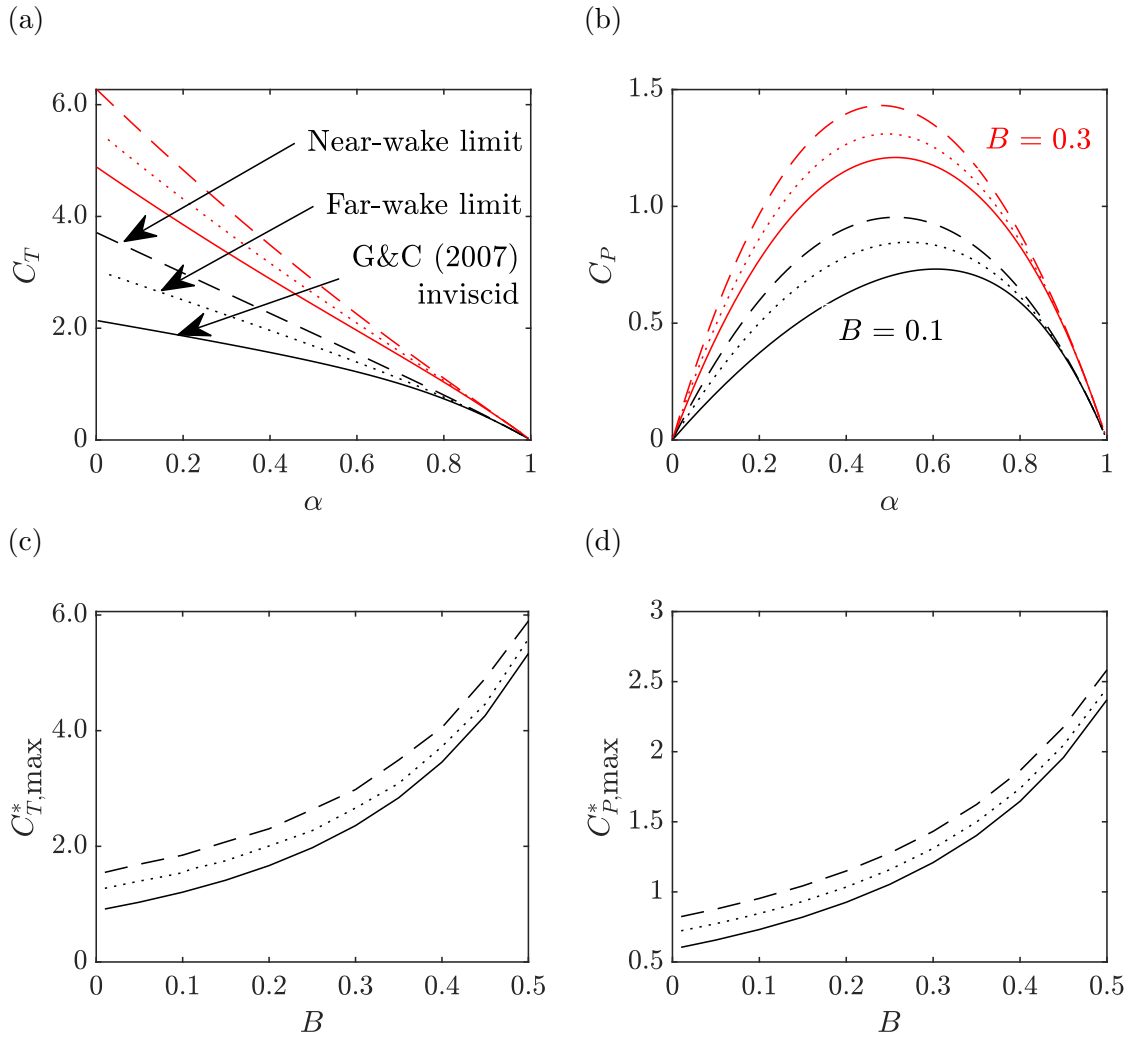 (a)
6.0
4.0
2.0
0
C_T
Near-wake limit
Far-wake limit
G&C (2007)
inviscid
0 0.2 0.4 0.6 0.8 1
α
(b)
1.5
1.0
0.5
0
C_P
B = 0.3
B = 0.1
0 0.2 0.4 0.6 0.8 1
α
(c)
6.0
4.0
2.0
0
C*_T,max
0 0.1 0.2 0.3 0.4 0.5
B
(d)
3
2.5
2
1.5
1
0.5
C*_P,max
0 0.1 0.2 0.3 0.4 0.5
B